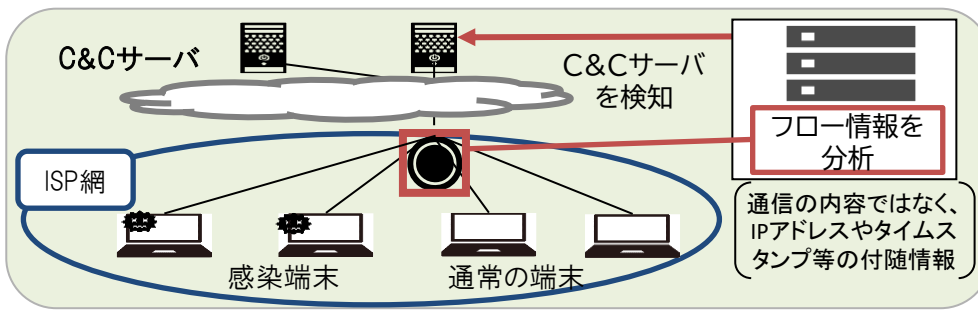 C&Cサーバ
C&Cサーバ
を検知
フロー情報を
分析
ISP網
通信の内容ではなく、
IPアドレスやタイムス
タンプ等の付随情報
感染端末
通常の端末